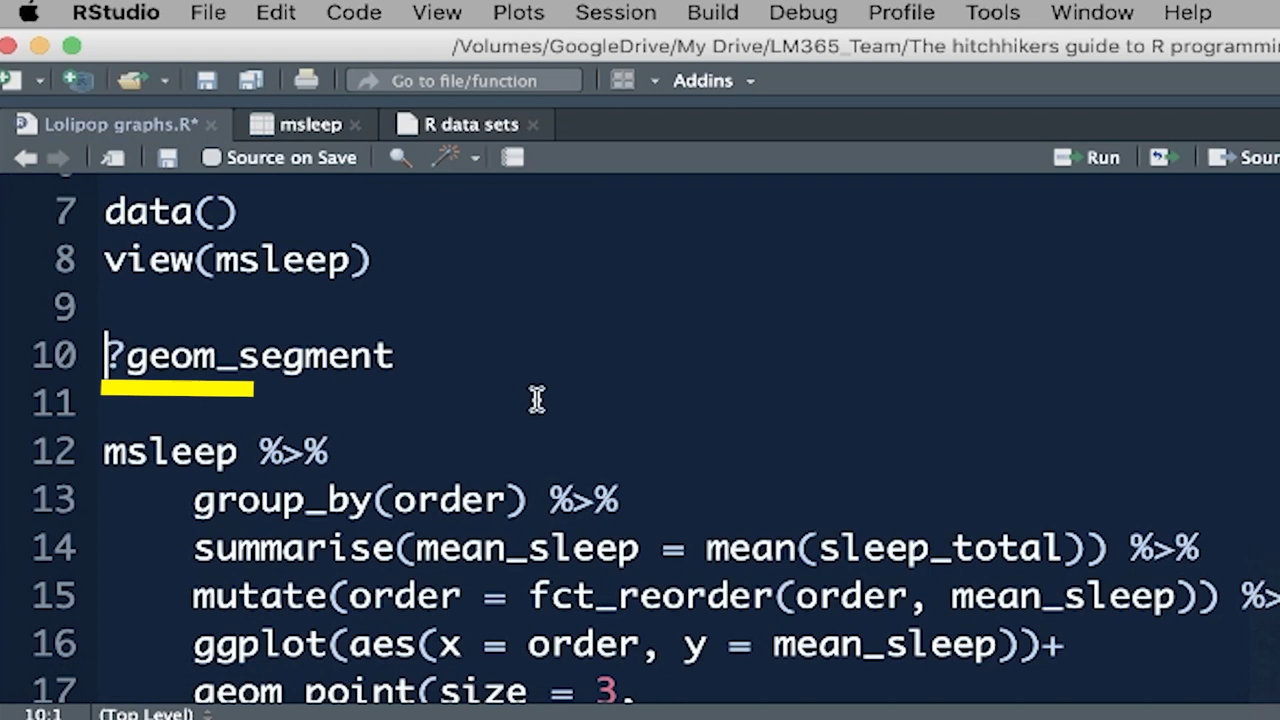 RStudio File Edit Code View Plots Session Build Debug Profile Tools Window Help
/Volumes/GoogleDrive/My Drive/LM365_Team/The hitchhikers guide to R programmi
Go to file/function Addins
Lolipop graphs.R* msleep R data sets
Source on Save Run Sour
7 data()
8 view(msleep)
9
10 ?geom_segment
11
12 msleep %>%
13 group_by(order) %>%
14 summarise(mean_sleep = mean(sleep_total)) %>%
15 mutate(order = fct_reorder(order, mean_sleep)) %>
16 ggplot(aes(x = order, y = mean_sleep))+
17 geom_point(size = 3,
10:1 (Top Level)